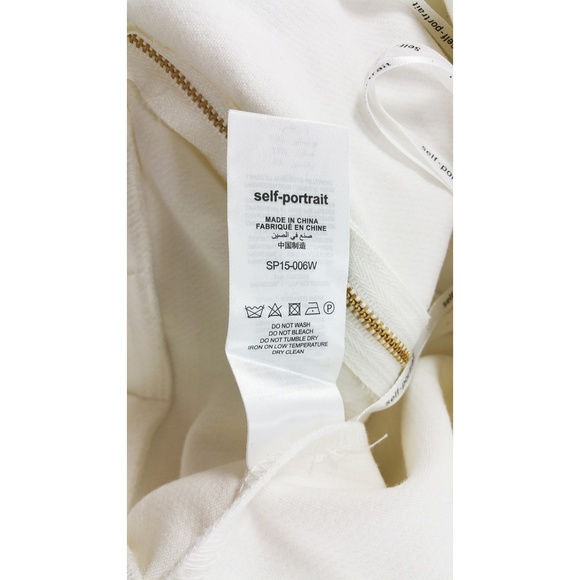 self-portrait
self-portrait
self-portrait
MADE IN CHINA
FABRIQUÉ EN CHINE
صنع في الصين
中国制造
SP15-006W
DO NOT WASH
DO NOT BLEACH
DO NOT TUMBLE DRY
IRON ON LOW TEMPERATURE
DRY CLEAN